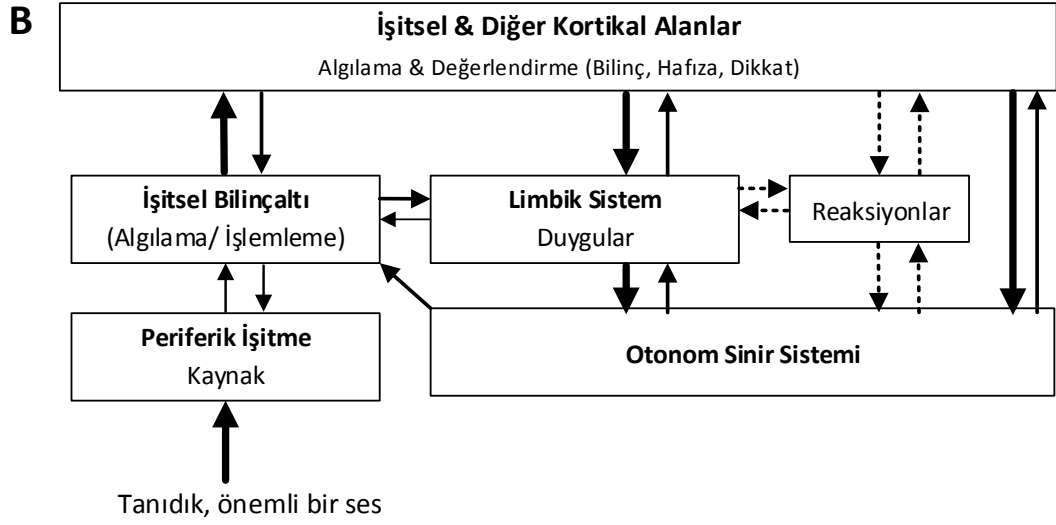 B
İşitsel & Diğer Kortikal Alanlar
Algılama & Değerlendirme (Bilinç, Hafıza, Dikkat)
İşitsel Bilinçaltı
(Algılama/ İşlemleme)
Limbik Sistem
Duygular
Reaksiyonlar
Periferik İşitme
Kaynak
Otonom Sinir Sistemi
Tanıdık, önemli bir ses